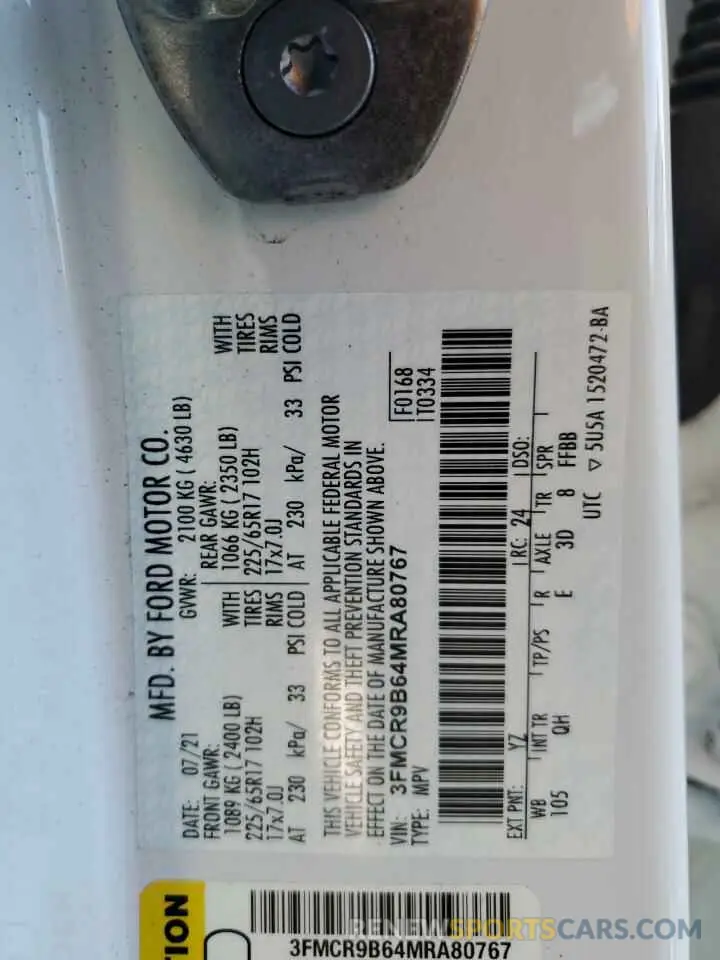 MFD. BY FORD MOTOR CO.
DATE: 07/21 GVWR: 2100 KG ( 4630 LB)
FRONT GAWR: REAR GAWR:
1089 KG ( 2400 LB) WITH 1066 KG ( 2350 LB) WITH
225/65R17 102H TIRES 225/65R17 102H TIRES
17x7.0J RIMS 17x7.0J RIMS
AT 230 kPa/ 33 PSI COLD AT 230 kPa/ 33 PSI COLD
THIS VEHICLE CONFORMS TO ALL APPLICABLE FEDERAL MOTOR
VEHICLE SAFETY AND THEFT PREVENTION STANDARDS IN
EFFECT ON THE DATE OF MANUFACTURE SHOWN ABOVE.
VIN: 3FMCR9B64MRA80767 F0168
TYPE: MPV T0334
EXT PNT: YZ RC: 24 DSO:
WB INT TR TP/PS R AXLE TR SPR
105 QH E 3D 8 FFBB
UTC ▽ 5U5A 1520472-BA
TION
3FMCR9B64MRA80767
RENEWSPORTSCARS.COM